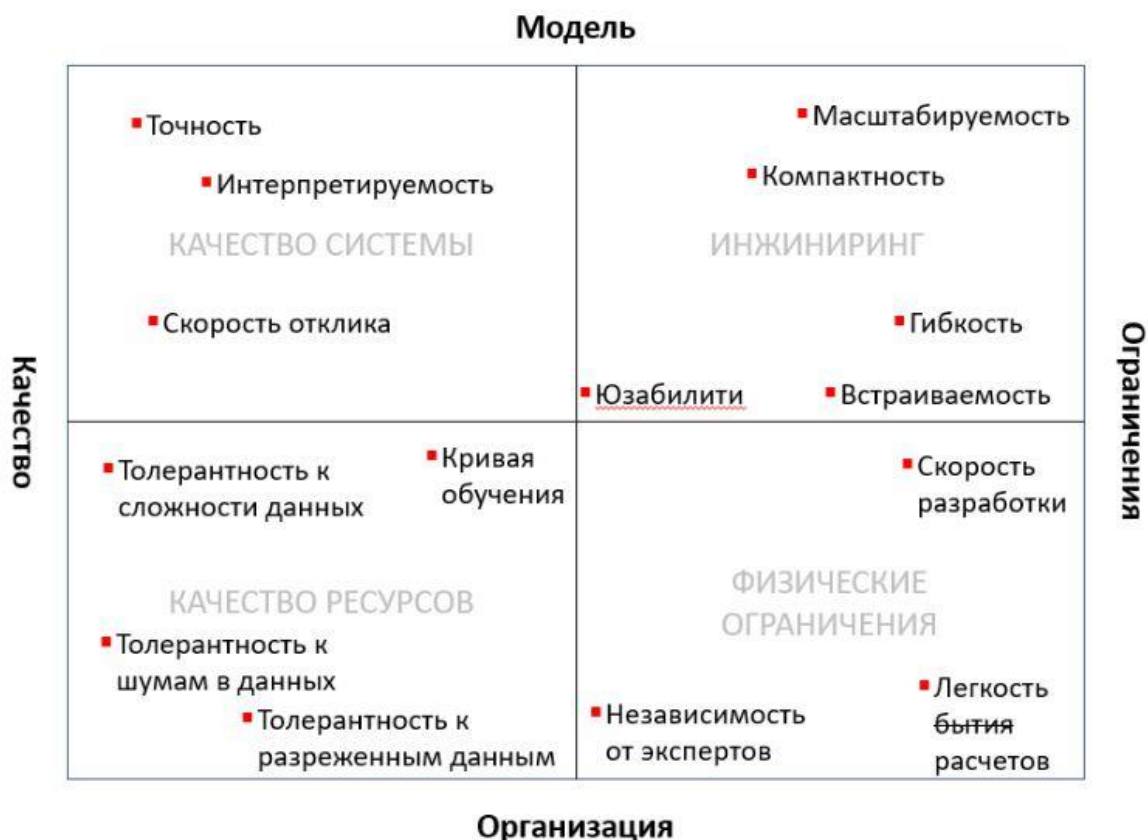 Модель
Точность
Интерпретируемость
КАЧЕСТВО СИСТЕМЫ
Скорость отклика
Масштабируемость
Компактность
ИНЖИНИРИНГ
Гибкость
Юзабилити
Встраиваемость
Качество
Ограничения
Толерантность к
сложности данных
Кривая
обучения
КАЧЕСТВО РЕСУРСОВ
Толерантность к
шумам в данных
Толерантность к
разреженным данным
Скорость
разработки
ФИЗИЧЕСКИЕ
ОГРАНИЧЕНИЯ
Независимость
от экспертов
Легкость
бытия
расчетов
Организация